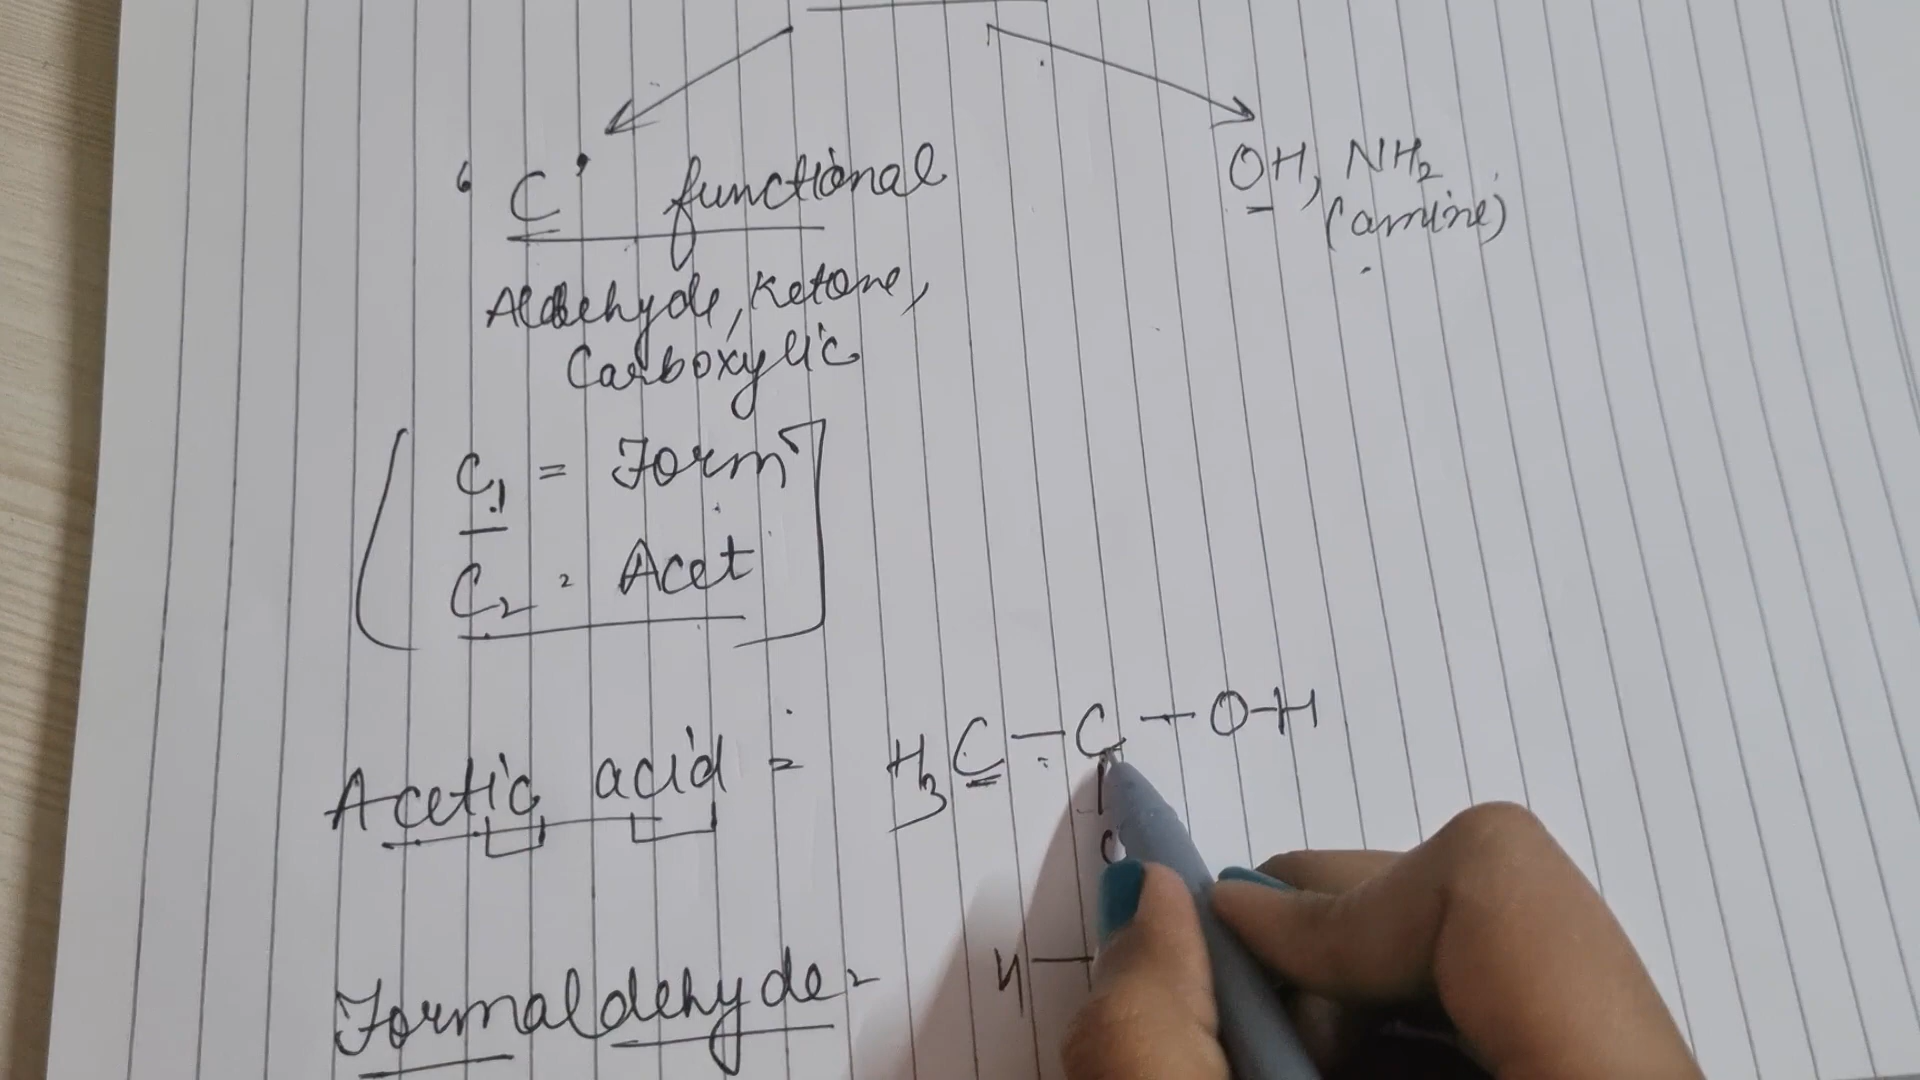 ‘C’ functional
OH, NH₂
(amine)
Aldehyde, Ketone,
Carboxylic
C₁ = Form
C₂ = Acet
Acetic acid = H₃C - C - O-H
Formaldehyde = H -